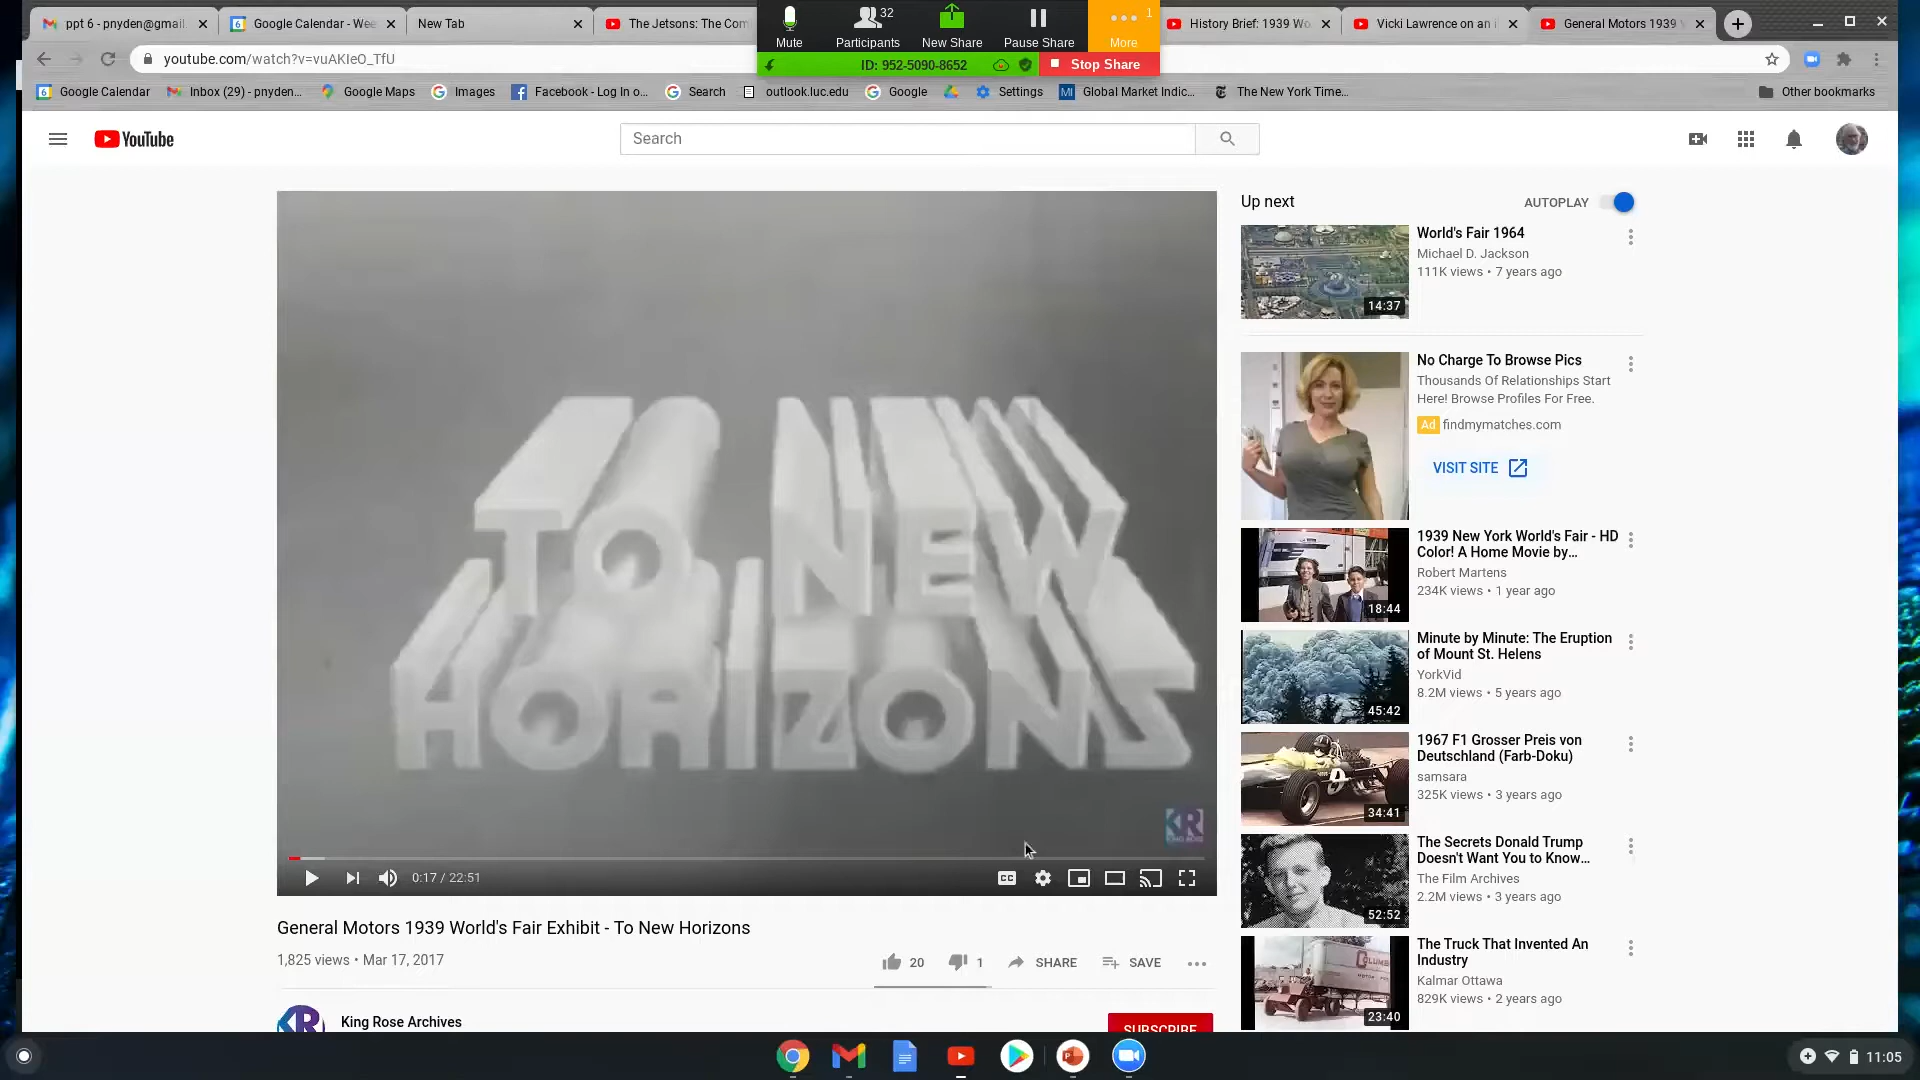 ppt 6 - pnyden@gmail
Google Calendar - Wee
New Tab
The Jetsons: The Com
Mute
Participants
32
New Share
Pause Share
More
1
History Brief: 1939 Wo
Vicki Lawrence on an i
General Motors 1939
youtube.com/watch?v=vuAKIeO_TfU
ID: 952-5090-8652
Stop Share
Google Calendar
Inbox (29) - pnyden...
Google Maps
Images
Facebook - Log In o...
Search
outlook.luc.edu
Google
Settings
MI
Global Market Indic...
The New York Time...
Other bookmarks
YouTube
Search
TO NEW
HORIZONS
KR
0:17 / 22:51
CC
General Motors 1939 World's Fair Exhibit - To New Horizons
1,825 views • Mar 17, 2017
20
1
SHARE
SAVE
KR
King Rose Archives
SUBSCRIBE
Up next
AUTOPLAY
World's Fair 1964
Michael D. Jackson
111K views • 7 years ago
14:37
No Charge To Browse Pics
Thousands Of Relationships Start
Here! Browse Profiles For Free.
Ad findmymatches.com
VISIT SITE
1939 New York World's Fair - HD
Color! A Home Movie by...
Robert Martens
234K views • 1 year ago
18:44
Minute by Minute: The Eruption
of Mount St. Helens
YorkVid
8.2M views • 5 years ago
45:42
1967 F1 Grosser Preis von
Deutschland (Farb-Doku)
samsara
325K views • 3 years ago
34:41
The Secrets Donald Trump
Doesn't Want You to Know...
The Film Archives
2.2M views • 3 years ago
52:52
The Truck That Invented An
Industry
Kalmar Ottawa
829K views • 2 years ago
23:40
11:05